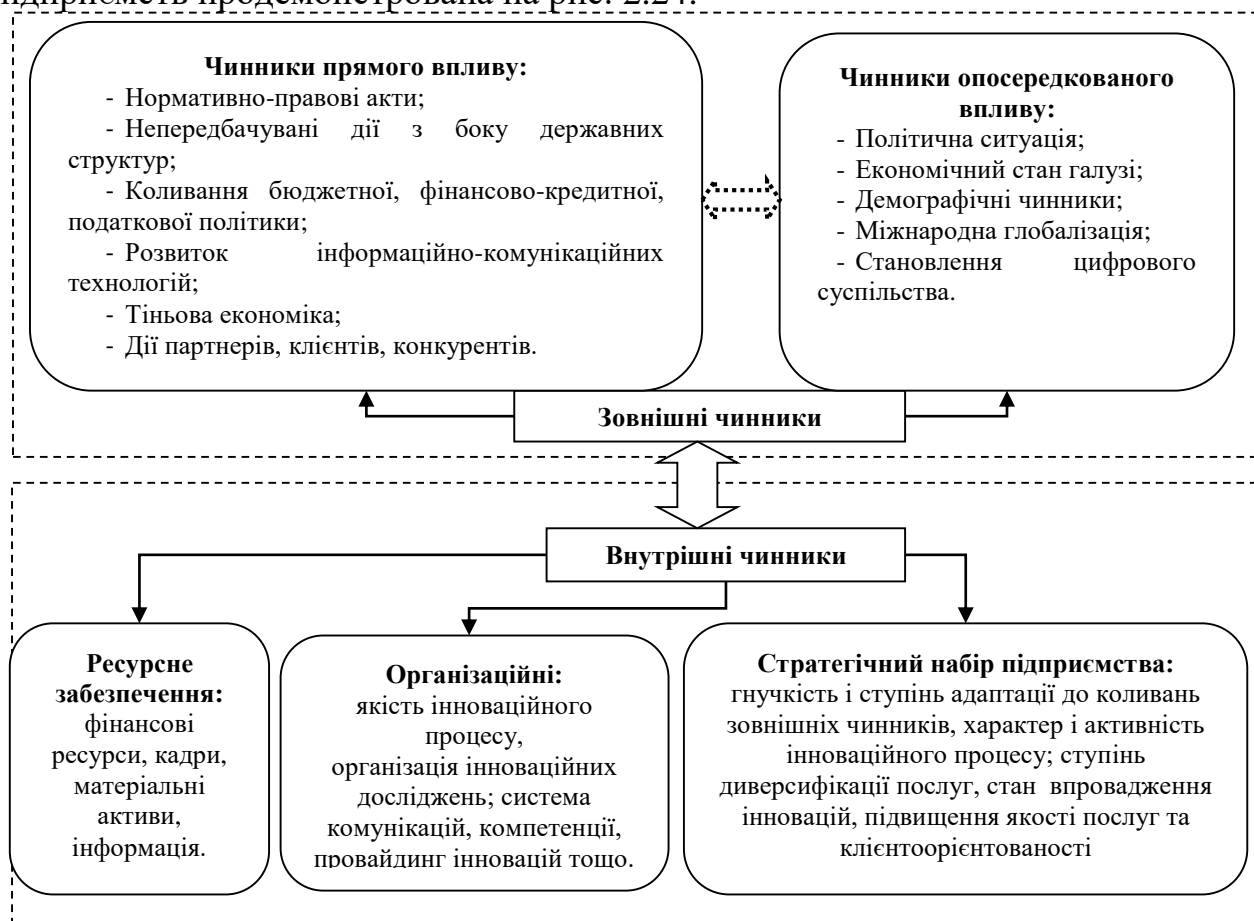 підприємств продемонстрована на рис. 2.24.
Чинники прямого впливу:
- Нормативно-правові акти;
- Непередбачувані дії з боку державних
структур;
- Коливання бюджетної, фінансово-кредитної,
податкової політики;
- Розвиток інформаційно-комунікаційних
технологій;
- Тіньова економіка;
- Дії партнерів, клієнтів, конкурентів.
Чинники опосередкованого
впливу:
- Політична ситуація;
- Економічний стан галузі;
- Демографічні чинники;
- Міжнародна глобалізація;
- Становлення цифрового
суспільства.
Зовнішні чинники
Внутрішні чинники
Ресурсне
забезпечення:
фінансові
ресурси, кадри,
матеріальні
активи,
інформація.
Організаційні:
якість інноваційного
процесу,
організація інноваційних
досліджень; система
комунікацій, компетенції,
провайдинг інновацій тощо.
Стратегічний набір підприємства:
гнучкість і ступінь адаптації до коливань
зовнішніх чинників, характер і активність
інноваційного процесу; ступінь
диверсифікації послуг, стан впровадження
інновацій, підвищення якості послуг та
клієнтоорієнтованості